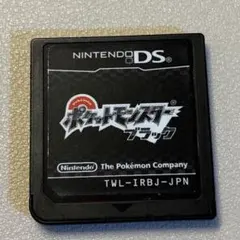 NINTENDO DS
ポケットモンスター
ブラック
Nintendo The Pokémon Company
TWL-IRBJ-JPN